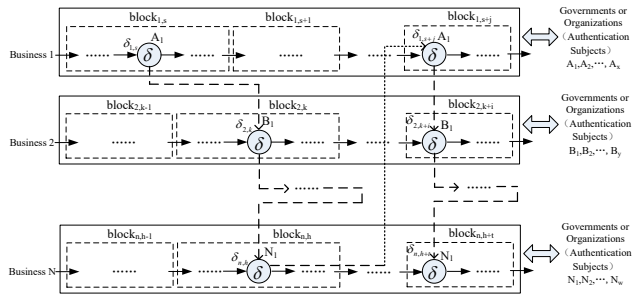 block1,s
block1,s+1
block1,s+j
Governments or
Organizations
(Authentication
Subjects)
A1,A2,⋯, Ax
Business 1
......
δ1,s
A1
δ
......
......
......
δ1,s+j
A1
δ
block2,k-1
block2,k
block2,k+i
Governments or
Organizations
(Authentication
Subjects)
B1,B2,⋯, By
Business 2
......
......
δ2,k
B1
δ
......
......
δ2,k+i
B1
δ
......
......
blockn,h-1
blockn,h
blockn,h+t
Governments or
Organizations
(Authentication
Subjects)
N1,N2,⋯, Nw
Business N
......
......
δn,h
N1
δ
......
......
δn,h+t
N1
δ